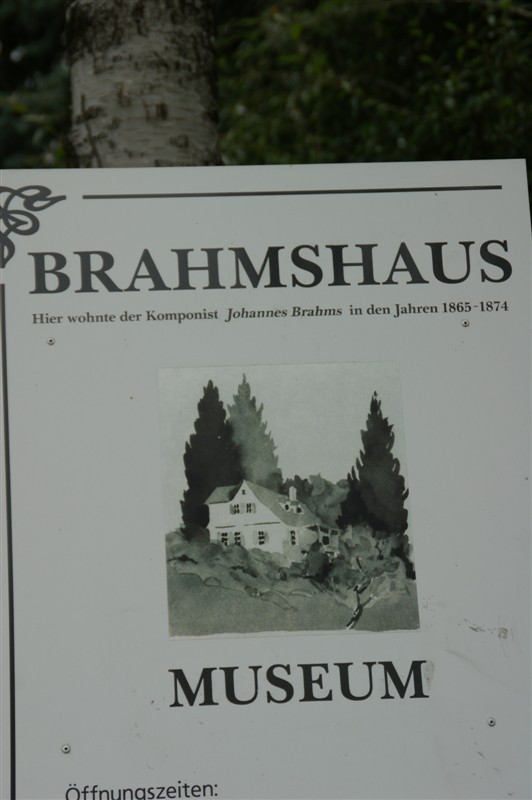 BRAHMSHAUS
Hier wohnte der Komponist Johannes Brahms in den Jahren 1865-1874
MUSEUM
Öffnungszeiten: